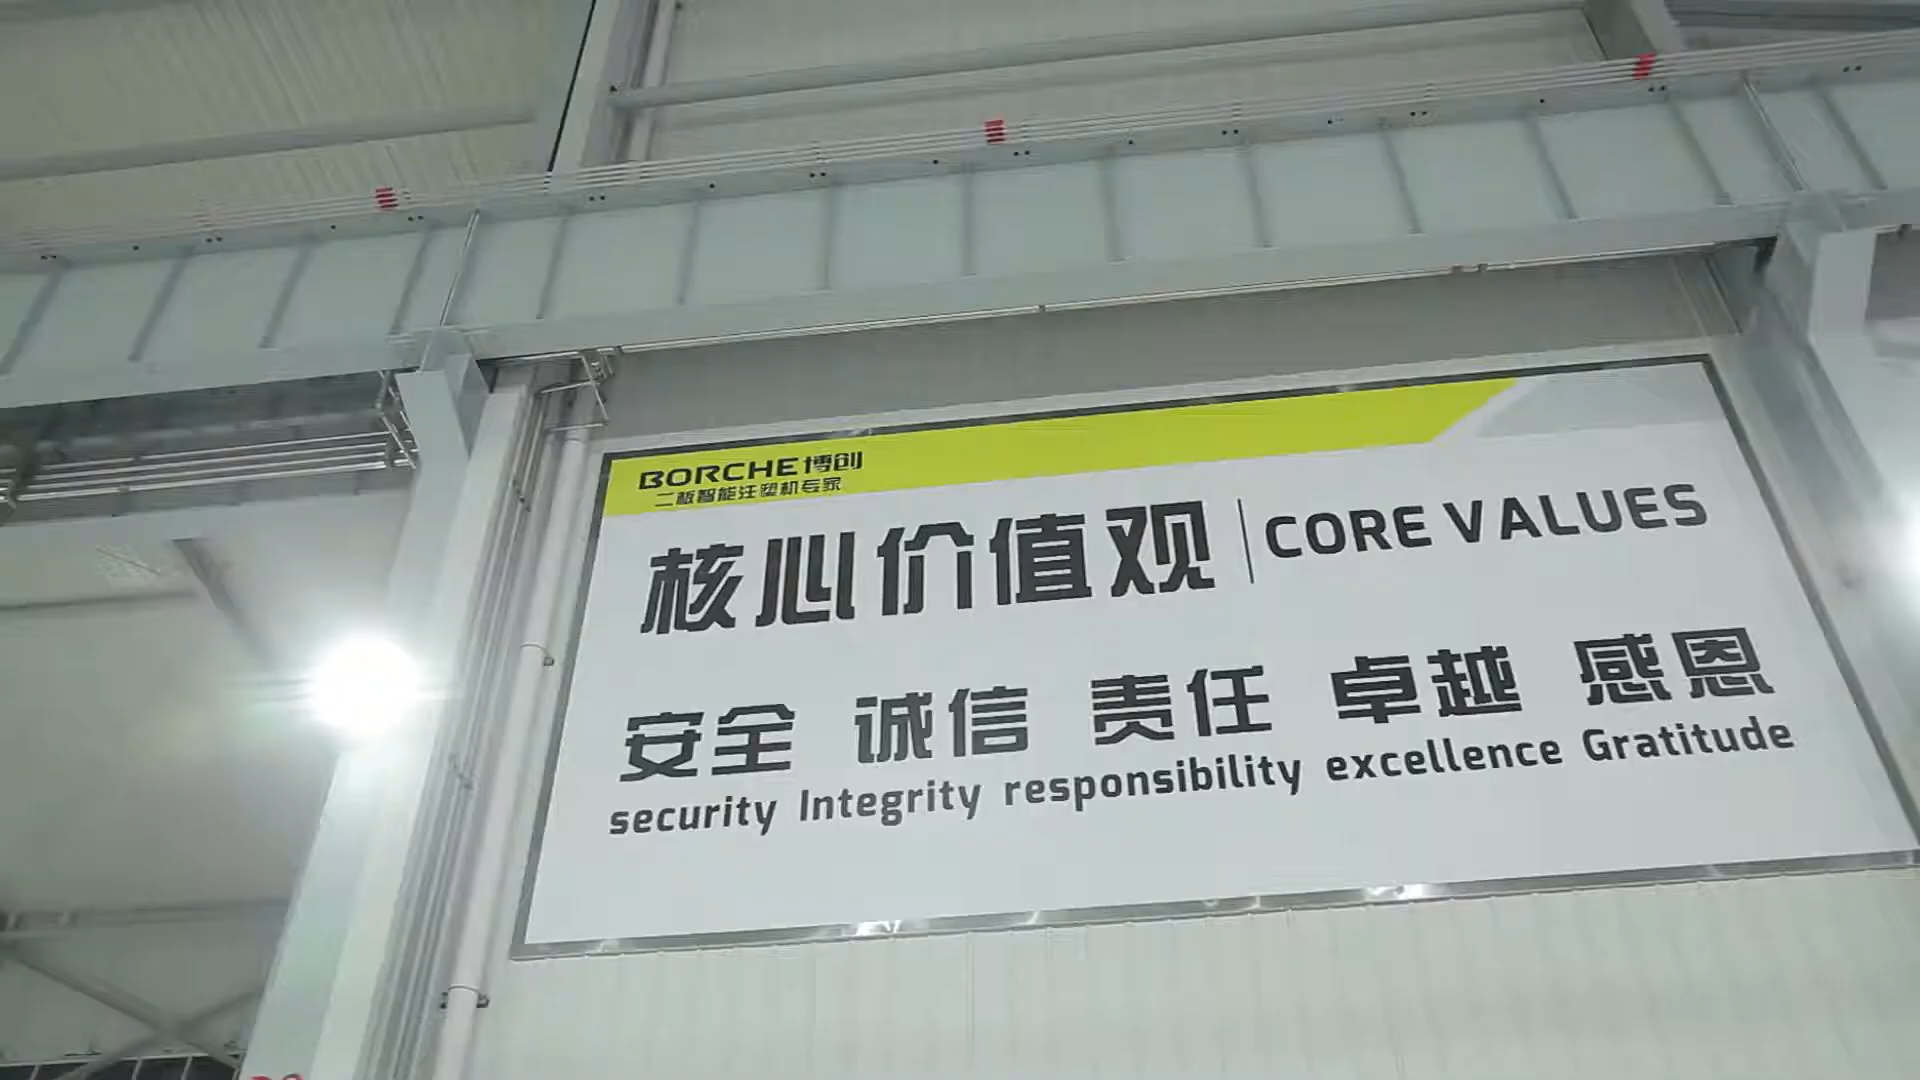 BORCHE博创
二板智能注塑机专家
核心价值观 CORE VALUES
安全 诚信 责任 卓越 感恩
security Integrity responsibility excellence Gratitude